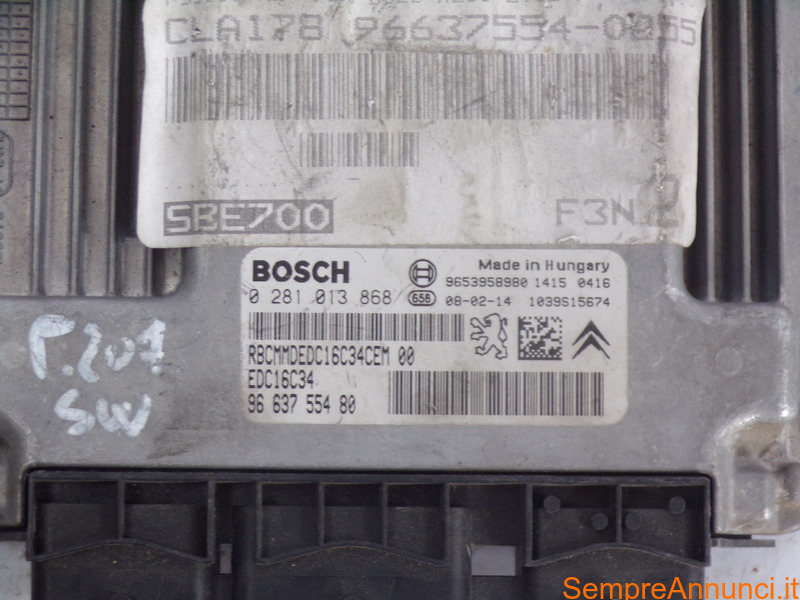 CLA178 96637554-0055
SBE700
F3N
BOSCH
Made in Hungary
9653958980 1415 0416
0 281 013 868
658 08-02-14 1039S15674
RBCMMDEDC16C34CEM 00
EDC16C34
96 637 554 80
P.207
SW
SempreAnnunci.it